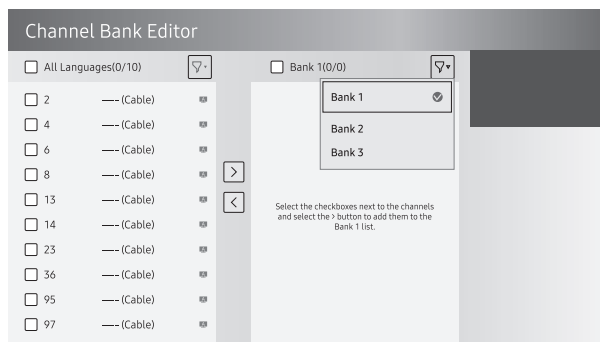 Channel Bank Editor
All Languages(0/10)
Bank 1(0/0)
2 —-- (Cable)
4 —-- (Cable)
6 —-- (Cable)
8 —-- (Cable)
13 —-- (Cable)
14 —-- (Cable)
23 —-- (Cable)
36 —-- (Cable)
95 —-- (Cable)
97 —-- (Cable)
>
<
Bank 1
Bank 2
Bank 3
Select the checkboxes next to the channels
and select the > button to add them to the
Bank 1 list.